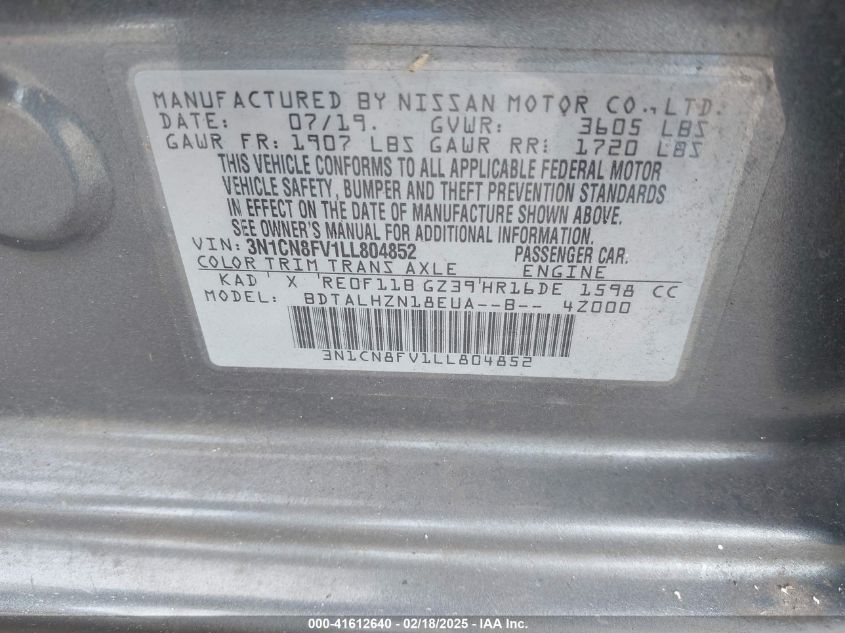 MANUFACTURED BY NISSAN MOTOR CO., LTD.
DATE: 07/19. GVWR: 3605 LBS
GAWR FR: 1907 LBS GAWR RR: 1720 LBS
THIS VEHICLE CONFORMS TO ALL APPLICABLE FEDERAL MOTOR
VEHICLE SAFETY, BUMPER AND THEFT PREVENTION STANDARDS
IN EFFECT ON THE DATE OF MANUFACTURE SHOWN ABOVE.
SEE OWNER'S MANUAL FOR ADDITIONAL INFORMATION.
VIN: 3N1CN8FV1LL804852 PASSENGER CAR.
COLOR TRIM TRANS AXLE ENGINE
KAD X RE0F11B GZ39 HR16DE 1598 CC
MODEL: BDTALHZN18EUA--B-- 4Z000
3N1CN8FV1LL804852
000-41612640 - 02/18/2025 - WWW.IAAI.COM